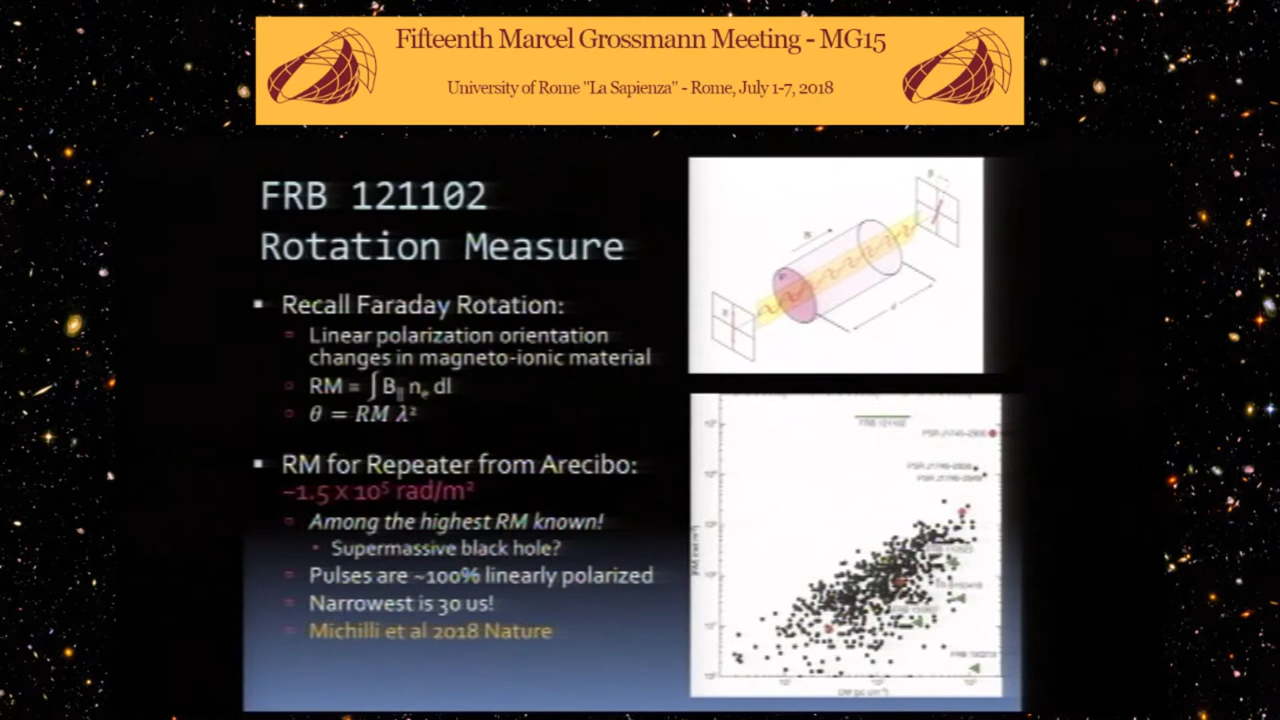 Fifteenth Marcel Grossmann Meeting - MG15
University of Rome "La Sapienza" - Rome, July 1-7, 2018
FRB 121102
Rotation Measure
▪ Recall Faraday Rotation:
▫ Linear polarization orientation
changes in magneto-ionic material
▫ RM = ∫ B|| nₑ dl
▫ θ = RM λ²
▪ RM for Repeater from Arecibo:
~1.5 x 10⁵ rad/m²
▫ Among the highest RM known!
▪ Supermassive black hole?
▫ Pulses are ~100% linearly polarized
▫ Narrowest is 30 us!
▫ Michilli et al 2018 Nature
B
FRB 121102